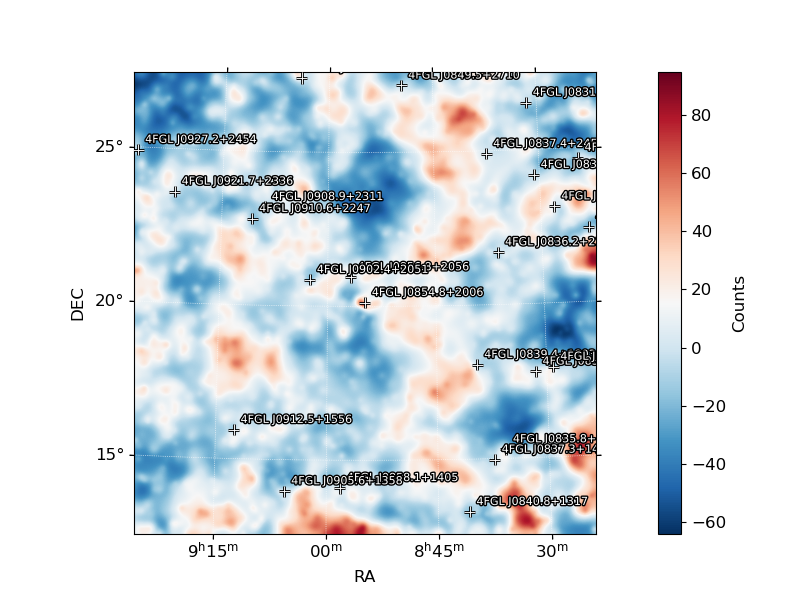 4FGL J0849.5+2710
4FGL J0831
4FGL J0927.2+2454
4FGL J0837.4+24
4FGL J083
4FGL J0921.7+2336
4FGL J0908.9+2311
4FGL J
4FGL J0910.6+2247
4FGL J0836.2+2
4FGL J0902.4+2051
2056
4FGL J0854.8+2006
4FGL J0839.4
4FGL J0912.5+1556
4FGL J0835.8+
4FGL J0837.3+14
4FGL J0905.6+1358
1405
4FGL J0840.8+1317
25°
20°
15°
DEC
9h15m
00m
8h45m
30m
RA
80
60
40
20
0
−20
−40
−60
Counts